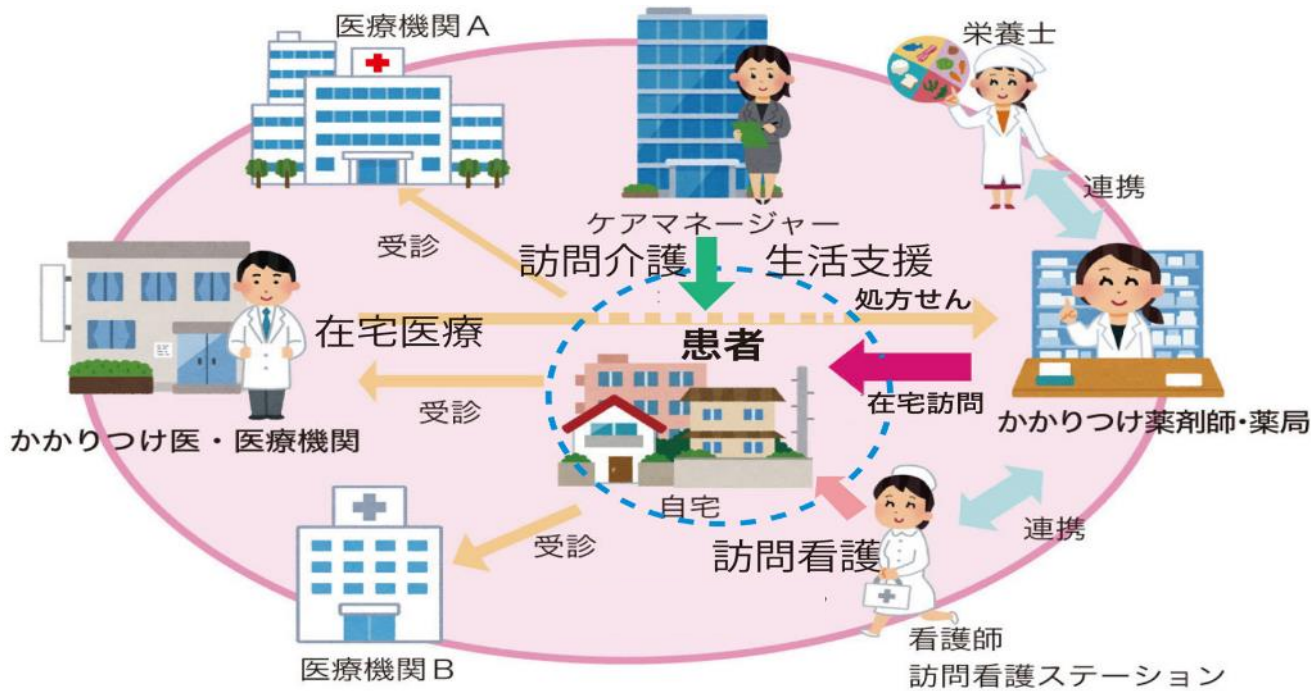 医療機関A
栄養士
連携
ケアマネージャー
受診
訪問介護
生活支援
処方せん
在宅医療
患者
受診
在宅訪問
かかりつけ医・医療機関
かかりつけ薬剤師・薬局
自宅
受診
訪問看護
連携
医療機関B
看護師
訪問看護ステーション